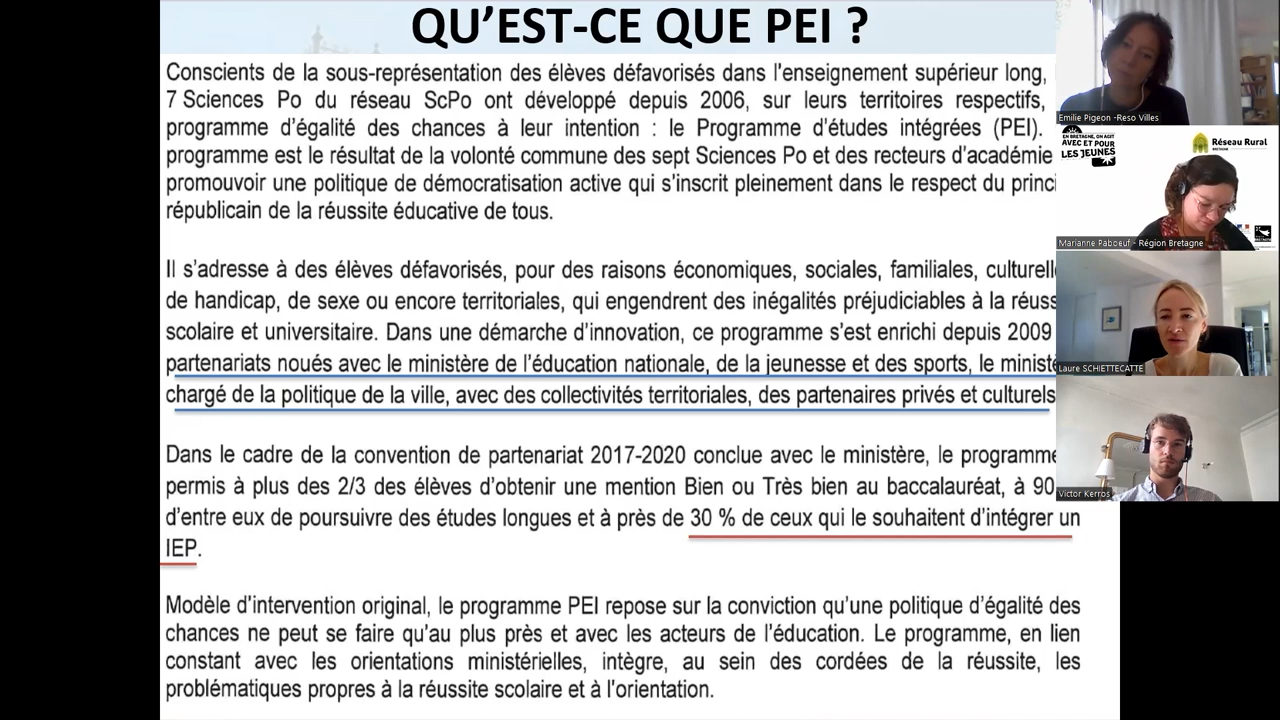 QU'EST-CE QUE PEI ?
Conscients de la sous-représentation des élèves défavorisés dans l'enseignement supérieur long,
7 Sciences Po du réseau ScPo ont développé depuis 2006, sur leurs territoires respectifs,
programme d'égalité des chances à leur intention : le Programme d'études intégrées (PEI).
programme est le résultat de la volonté commune des sept Sciences Po et des recteurs d'académie
promouvoir une politique de démocratisation active qui s'inscrit pleinement dans le respect du princi
républicain de la réussite éducative de tous.
Il s'adresse à des élèves défavorisés, pour des raisons économiques, sociales, familiales, culturell
de handicap, de sexe ou encore territoriales, qui engendrent des inégalités préjudiciables à la réuss
scolaire et universitaire. Dans une démarche d'innovation, ce programme s'est enrichi depuis 2009
partenariats noués avec le ministère de l'éducation nationale, de la jeunesse et des sports, le ministè
chargé de la politique de la ville, avec des collectivités territoriales, des partenaires privés et culturels
Dans le cadre de la convention de partenariat 2017-2020 conclue avec le ministère, le programme
permis à plus des 2/3 des élèves d'obtenir une mention Bien ou Très bien au baccalauréat, à 90
d'entre eux de poursuivre des études longues et à près de 30 % de ceux qui le souhaitent d'intégrer un
IEP.
Modèle d'intervention original, le programme PEI repose sur la conviction qu'une politique d'égalité des
chances ne peut se faire qu'au plus près et avec les acteurs de l'éducation. Le programme, en lien
constant avec les orientations ministérielles, intègre, au sein des cordées de la réussite, les
problématiques propres à la réussite scolaire et à l'orientation.
Emilie Pigeon -Reso Villes
EN BRETAGNE, ON AGIT
AVEC ET POUR
LES JEUNES
Réseau Rural
BRETAGNE
Marianne Paboeuf - Région Bretagne
Laure SCHIETTECATTE
Victor Kerros